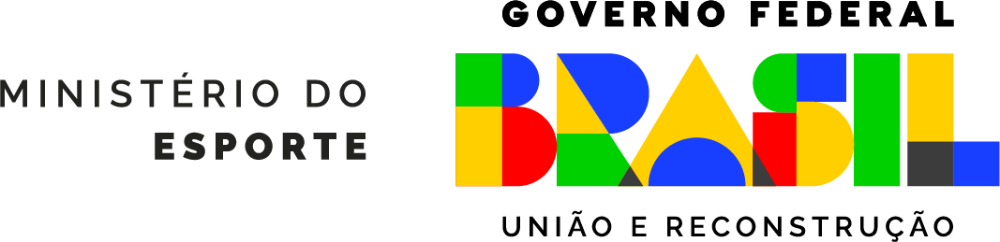 MINISTÉRIO DO
ESPORTE
GOVERNO FEDERAL
BRASIL
UNIÃO E RECONSTRUÇÃO